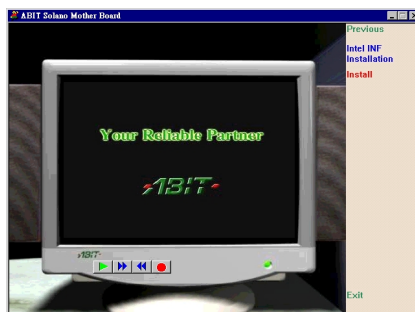 ABIT Solano Mother Board
Previous
Intel INF
Installation
Install
Your Reliable Partner
ABIT
ABIT
Exit